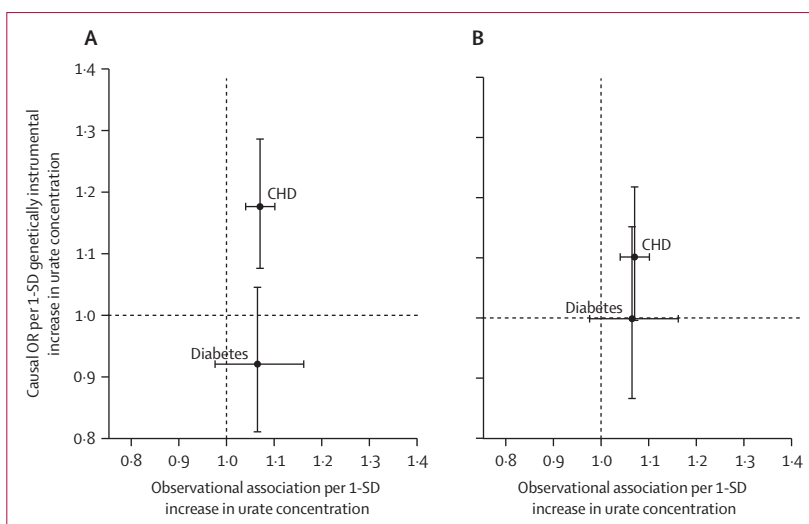 A
B
Causal OR per 1-SD genetically instrumental
increase in urate concentration
1·4
1·3
1·2
1·1
1·0
0·9
0·8
CHD
Diabetes
0·8 0·9 1·0 1·1 1·2 1·3 1·4
Observational association per 1-SD
increase in urate concentration
CHD
Diabetes
0·8 0·9 1·0 1·1 1·2 1·3 1·4
Observational association per 1-SD
increase in urate concentration